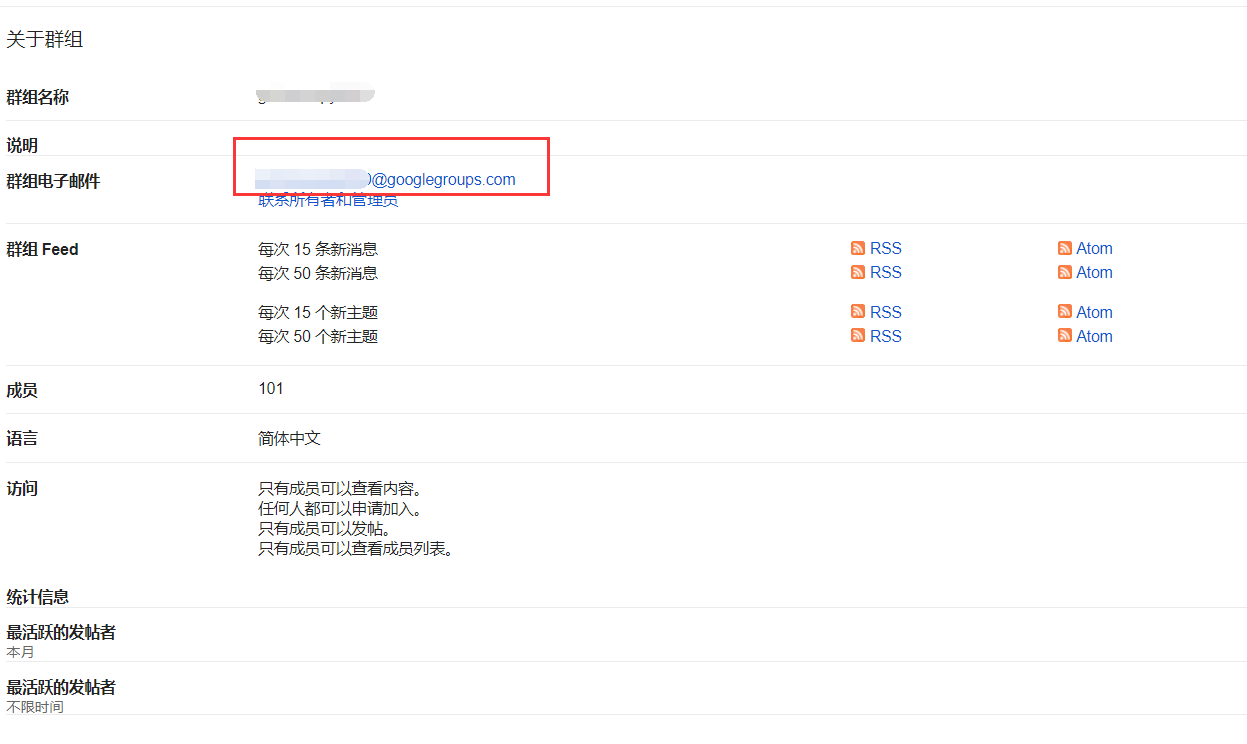 关于群组
群组名称
说明
群组电子邮件 @googlegroups.com
联系所有者和管理员
群组 Feed 每次 15 条新消息 RSS Atom
每次 50 条新消息 RSS Atom
每次 15 个新主题 RSS Atom
每次 50 个新主题 RSS Atom
成员 101
语言 简体中文
访问 只有成员可以查看内容。
任何人都可以申请加入。
只有成员可以发帖。
只有成员可以查看成员列表。
统计信息
最活跃的发帖者
本月
最活跃的发帖者
不限时间